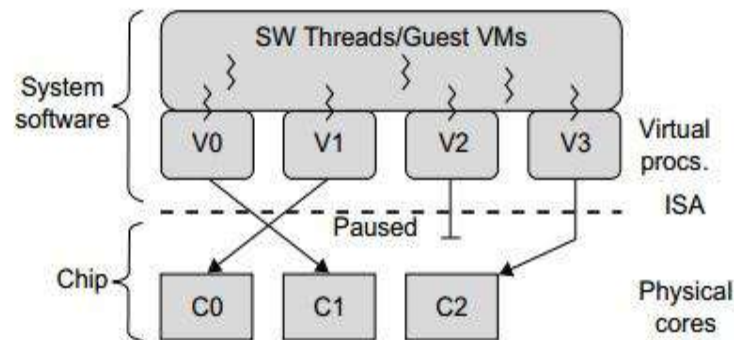 SW Threads/Guest VMs
System
software
V0
V1
V2
V3
Virtual
procs.
ISA
Paused
Chip
C0
C1
C2
Physical
cores